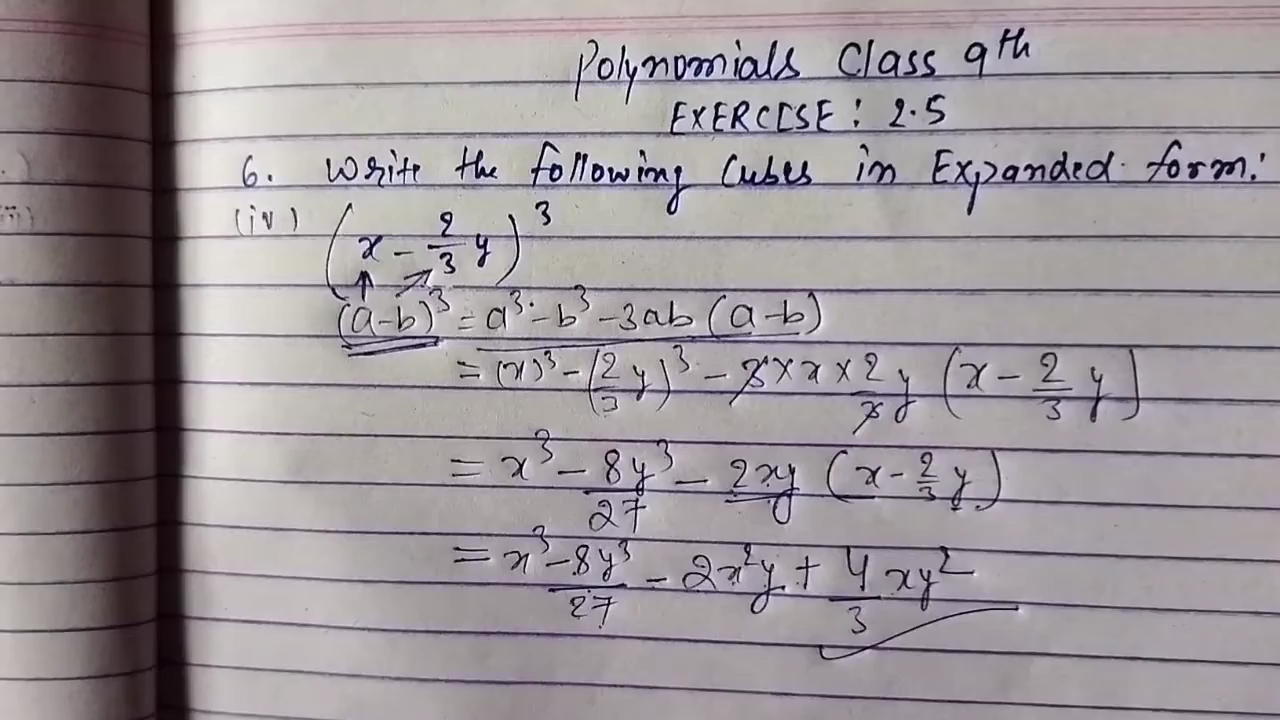 Polynomials Class 9th
EXERCISE: 2.5
6. Write the following Cubes in Expanded form:
(iv) (x - 2/3 y)³
(a-b)³ = a³ - b³ - 3ab (a-b)
= (x)³ - (2/3 y)³ - 3 × x × 2/3 y (x - 2/3 y)
= x³ - 8y³/27 - 2xy (x - 2/3 y)
= x³ - 8y³/27 - 2x²y + 4/3 xy²